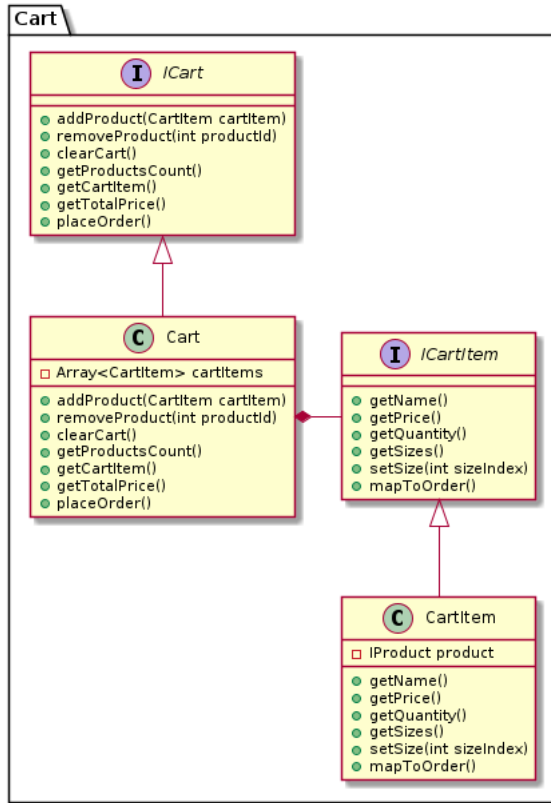 Cart
I ICart
addProduct(CartItem cartItem)
removeProduct(int productId)
clearCart()
getProductsCount()
getCartItem()
getTotalPrice()
placeOrder()
C Cart
Array<CartItem> cartItems
addProduct(CartItem cartItem)
removeProduct(int productId)
clearCart()
getProductsCount()
getCartItem()
getTotalPrice()
placeOrder()
I ICartItem
getName()
getPrice()
getQuantity()
getSizes()
setSize(int sizeIndex)
mapToOrder()
C CartItem
IProduct product
getName()
getPrice()
getQuantity()
getSizes()
setSize(int sizeIndex)
mapToOrder()